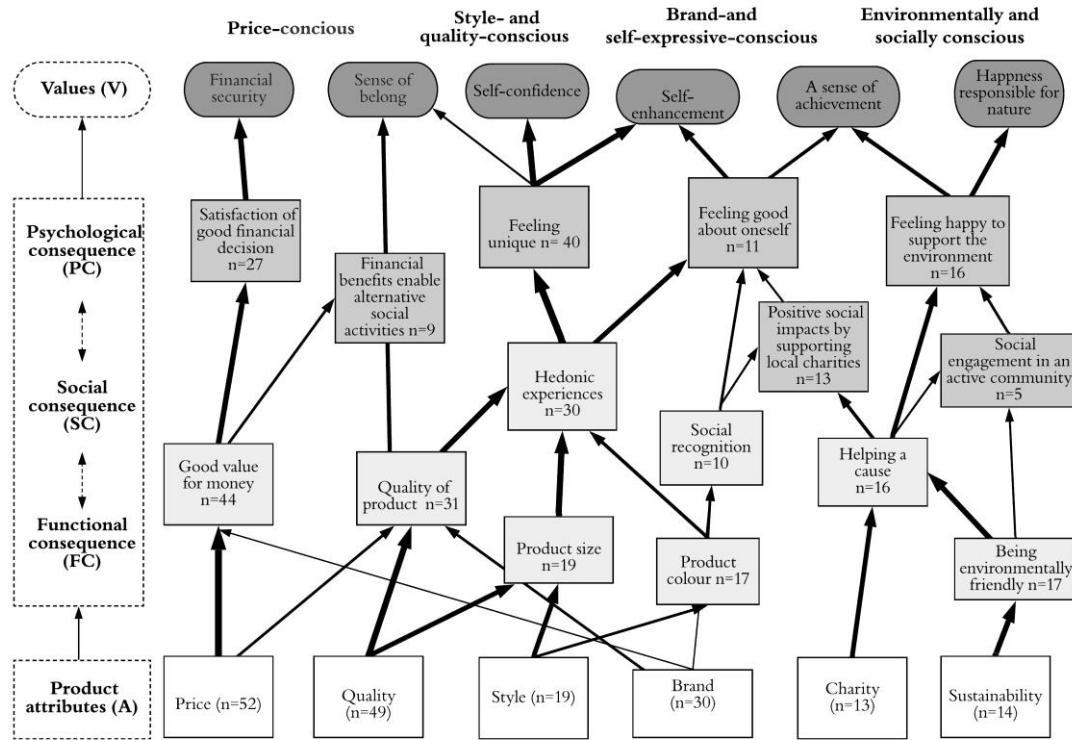 Price-concious
Style- and
quality-conscious
Brand-and
self-expressive-conscious
Environmentally and
socially conscious
Values (V)
Financial
security
Sense of
belong
Self-confidence
Self-
enhancement
A sense of
achievement
Happness
responsible for
nature
Psychological
consequence
(PC)
Satisfaction of
good financial
decision
n=27
Financial
benefits enable
alternative
social
activities n=9
Feeling
unique n= 40
Feeling good
about oneself
n=11
Feeling happy to
support the
environment
n=16
Positive social
impacts by
supporting
local charities
n=13
Social
engagement in an
active community
n=5
Social
consequence
(SC)
Hedonic
experiences
n=30
Social
recognition
n=10
Good value
for money
n=44
Quality of
product n=31
Helping a
cause
n=16
Functional
consequence
(FC)
Product size
n=19
Product
colour n=17
Being
environmentally
friendly n=17
Product
attributes (A)
Price (n=52)
Quality
(n=49)
Style (n=19)
Brand
(n=30)
Charity
(n=13)
Sustainability
(n=14)